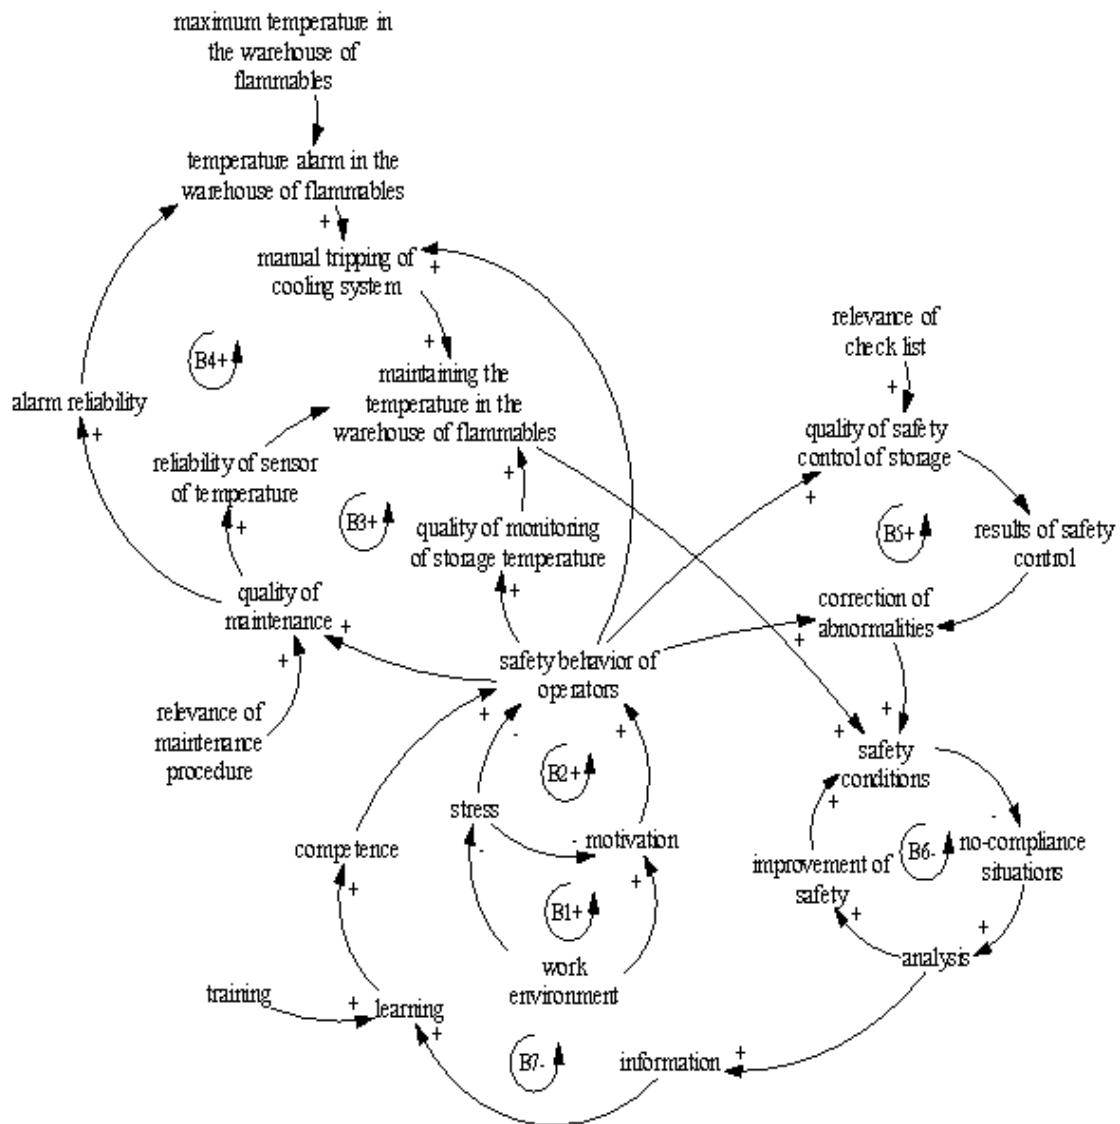 maximum temperature in
the warehouse of
flammables
temperature alarm in the
warehouse of flammables
+
manual tripping of
cooling system
+
+
relevance of
check list
B4+
maintaining the
temperature in the
warehouse of flammables
+
alarm reliability
+
quality of safety
control of storage
reliability of sensor
of temperature
+
+
B3+
quality of monitoring
of storage temperature
B5+
results of safety
control
+
+
quality of
maintenance
+
correction of
abnormalities
+
+
safety behavior of
operators
relevance of
maintenance
procedure
+
-
+
+
+
safety
conditions
B2+
+
stress
-
competence
-
motivation
-
B6-
no-compliance
situations
improvement of
safety
+
+
B1+
+
+
work
environment
analysis
training
+
learning
+
B7-
information
+